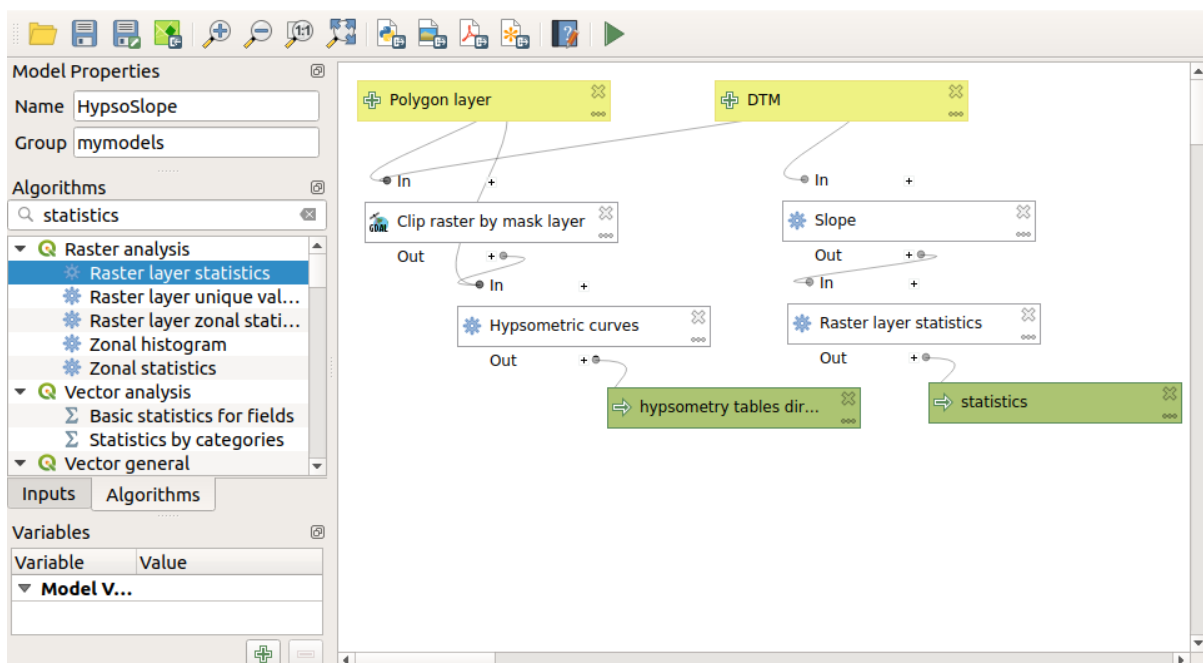 1:1
Model Properties
Name HypsoSlope
Group mymodels
Algorithms
statistics
Raster analysis
Raster layer statistics
Raster layer unique val...
Raster layer zonal stati...
Zonal histogram
Zonal statistics
Vector analysis
Basic statistics for fields
Statistics by categories
Vector general
Inputs Algorithms
Variables
Variable Value
Model V...
Polygon layer
DTM
In
In
GDAL Clip raster by mask layer
Slope
Out
Out
In
In
Hypsometric curves
Raster layer statistics
Out
Out
hypsometry tables dir...
statistics